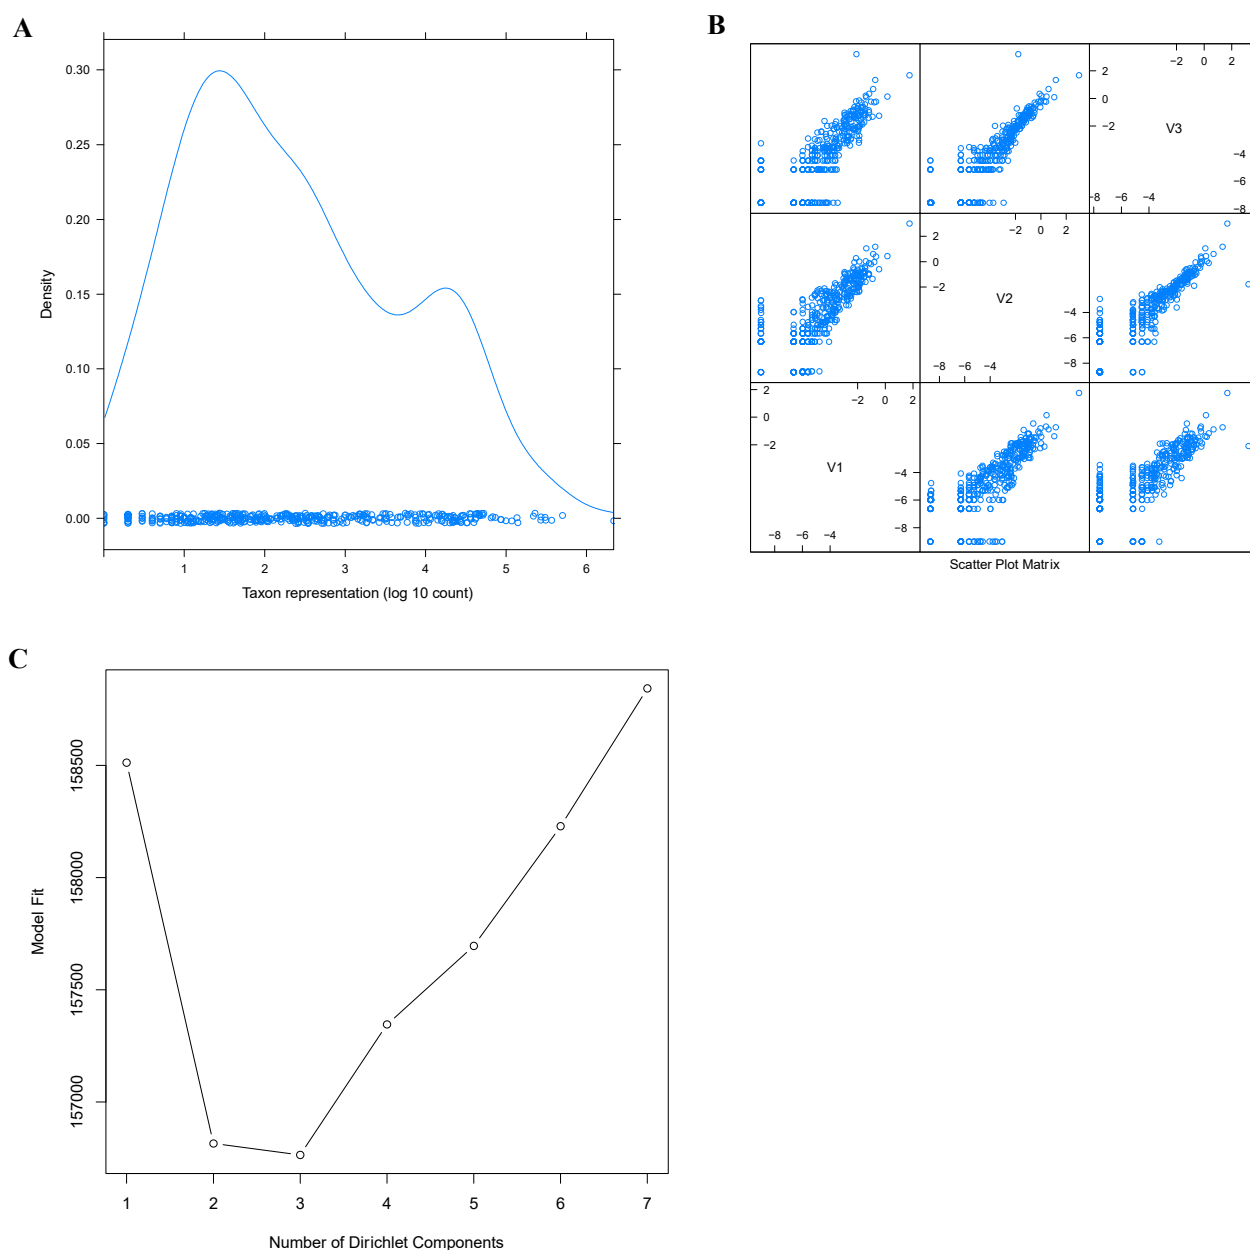 A
0.30
0.25
0.20
0.15
0.10
0.05
0.00
Density
1 2 3 4 5 6
Taxon representation (log 10 count)
B
−2 0 2
2
0
−2
V3
−4
−6
−8
−8 −6 −4
2
0
−2
−2 0 2
V2
−4
−6
−8
−8 −6 −4
2
0
−2
−2 0 2
V1
−4
−6
−8
−8 −6 −4
Scatter Plot Matrix
C
158500
158000
157500
157000
Model Fit
1 2 3 4 5 6 7
Number of Dirichlet Components